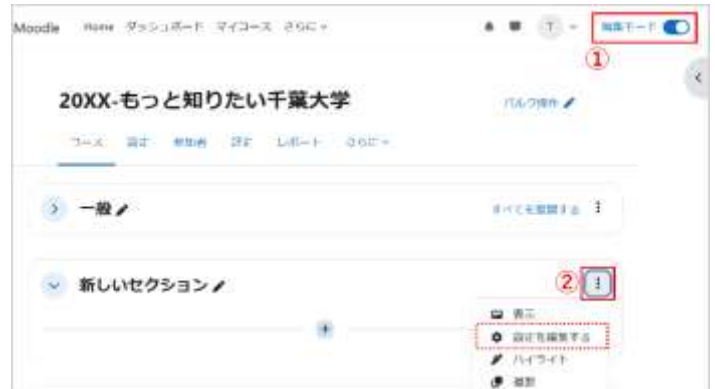 Moodle Home ダッシュボード マイコース さらに T 編集モード
①
20XX-もっと知りたい千葉大学 バルク操作
コース 設定 参加者 評定 レポート さらに
一般 すべてを展開する
新しいセクション ②
表示
設定を編集する
ハイライト
複製